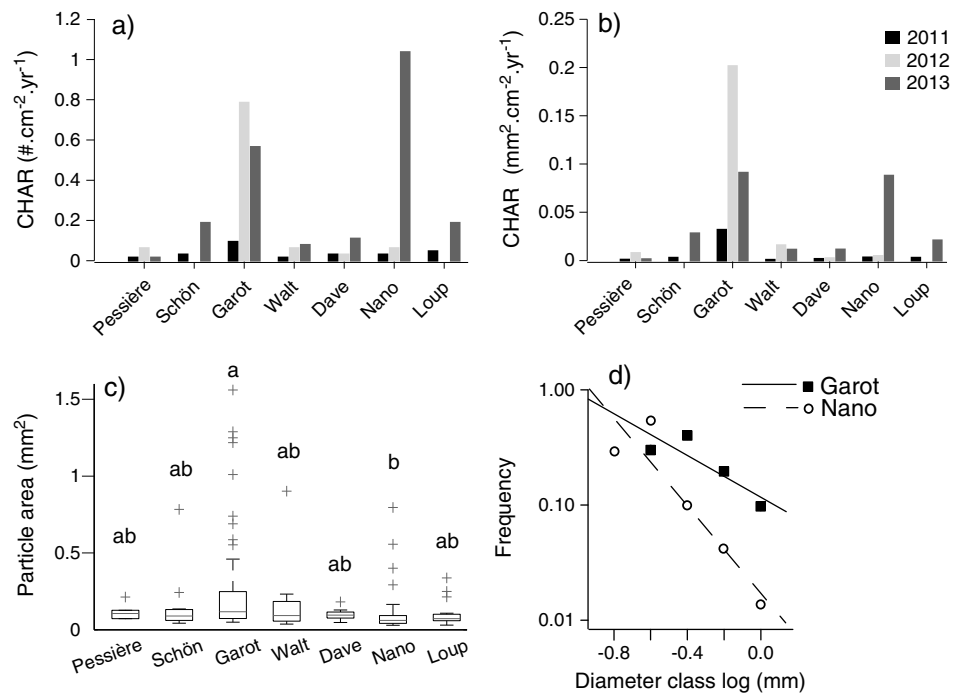 a)
CHAR (#.cm-2.yr-1)
1.2
1
0.8
0.6
0.4
0.2
0
Pessière
Schön
Garot
Walt
Dave
Nano
Loup
b)
CHAR (mm2.cm-2.yr-1)
0.25
0.2
0.15
0.1
0.05
0
Pessière
Schön
Garot
Walt
Dave
Nano
Loup
2011
2012
2013
c)
Particle area (mm2)
1.5
1
0.5
0
ab
ab
a
ab
ab
b
ab
Pessière
Schön
Garot
Walt
Dave
Nano
Loup
d)
Garot
Nano
Frequency
1.00
0.10
0.01
-0.8
-0.4
0.0
Diameter class log (mm)